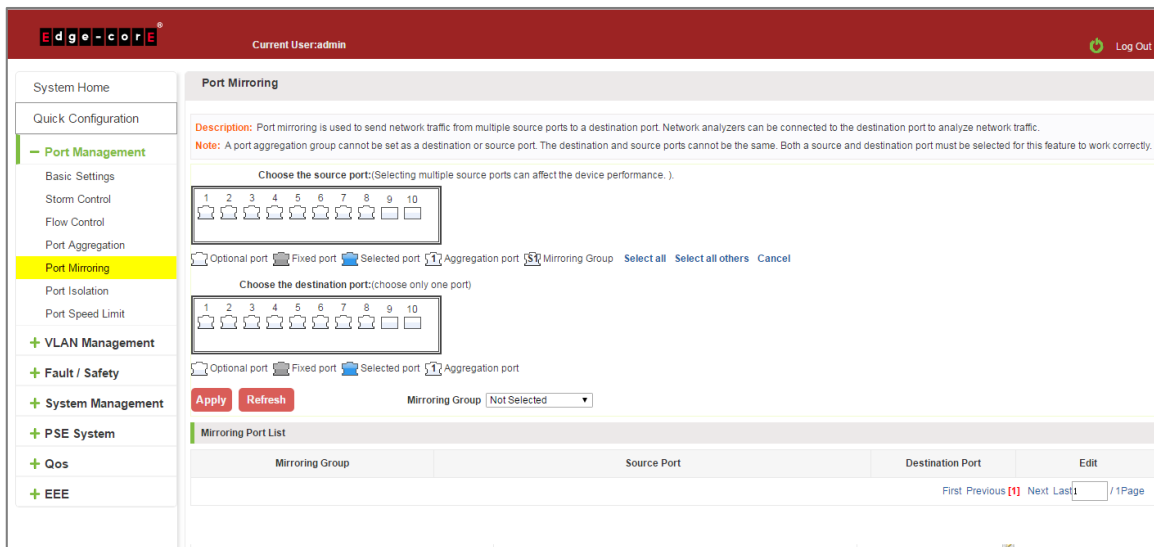 Edge-corE®
Current User:admin
Log Out
System Home
Quick Configuration
Port Management
Basic Settings
Storm Control
Flow Control
Port Aggregation
Port Mirroring
Port Isolation
Port Speed Limit
VLAN Management
Fault / Safety
System Management
PSE System
Qos
EEE
Port Mirroring
Description: Port mirroring is used to send network traffic from multiple source ports to a destination port. Network analyzers can be connected to the destination port to analyze network traffic.
Note: A port aggregation group cannot be set as a destination or source port. The destination and source ports cannot be the same. Both a source and destination port must be selected for this feature to work correctly.
Choose the source port:(Selecting multiple source ports can affect the device performance. ).
1 2 3 4 5 6 7 8 9 10
Optional port Fixed port Selected port 1 Aggregation port S1 Mirroring Group Select all Select all others Cancel
Choose the destination port:(choose only one port)
1 2 3 4 5 6 7 8 9 10
Optional port Fixed port Selected port 1 Aggregation port
Apply Refresh Mirroring Group Not Selected
Mirroring Port List
Mirroring Group Source Port Destination Port Edit
First Previous [1] Next Last 1 / 1Page